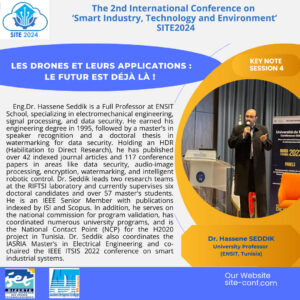 The 2nd International Conference on
'Smart Industry, Technology and Environment'
SITE2024
SITE 2024
LES DRONES ET LEURS APPLICATIONS :
LE FUTUR EST DÉJÀ LÀ !
KEY NOTE
SESSION 4
Eng.Dr. Hassene Seddik is a Full Professor at ENSIT
School, specializing in electromechanical engineering,
signal processing, and data security. He earned his
engineering degree in 1995, followed by a master's in
speaker recognition and a doctoral thesis in
watermarking for data security. Holding an HDR
(Habilitation to Direct Research), he has published
over 42 indexed journal articles and 117 conference
papers in areas like data security, audio-image
processing, encryption, watermarking, and intelligent
robotic control. Dr. Seddik leads two research teams
at the RIFTSI laboratory and currently supervises six
doctoral candidates and over 57 master's students.
He is an IEEE Senior Member with publications
indexed by ISI and Scopus. In addition, he serves on
the national commission for program validation, has
coordinated numerous university programs, and is
the National Contact Point (NCP) for the H2020
project in Tunisia. Dr. Seddik also coordinates the
IASRIA Master's in Electrical Engineering and co-
chaired the IEEE ITSIS 2022 conference on smart
industrial systems.
Dr. Hassene SEDDIK
University Professor
(ENSIT, Tunisia)
Our Website
site-conf.com